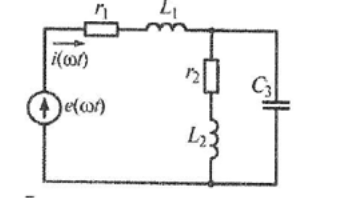 r₁ L₁
i(ωt)
r₂ C₃
e(ωt)
L₂